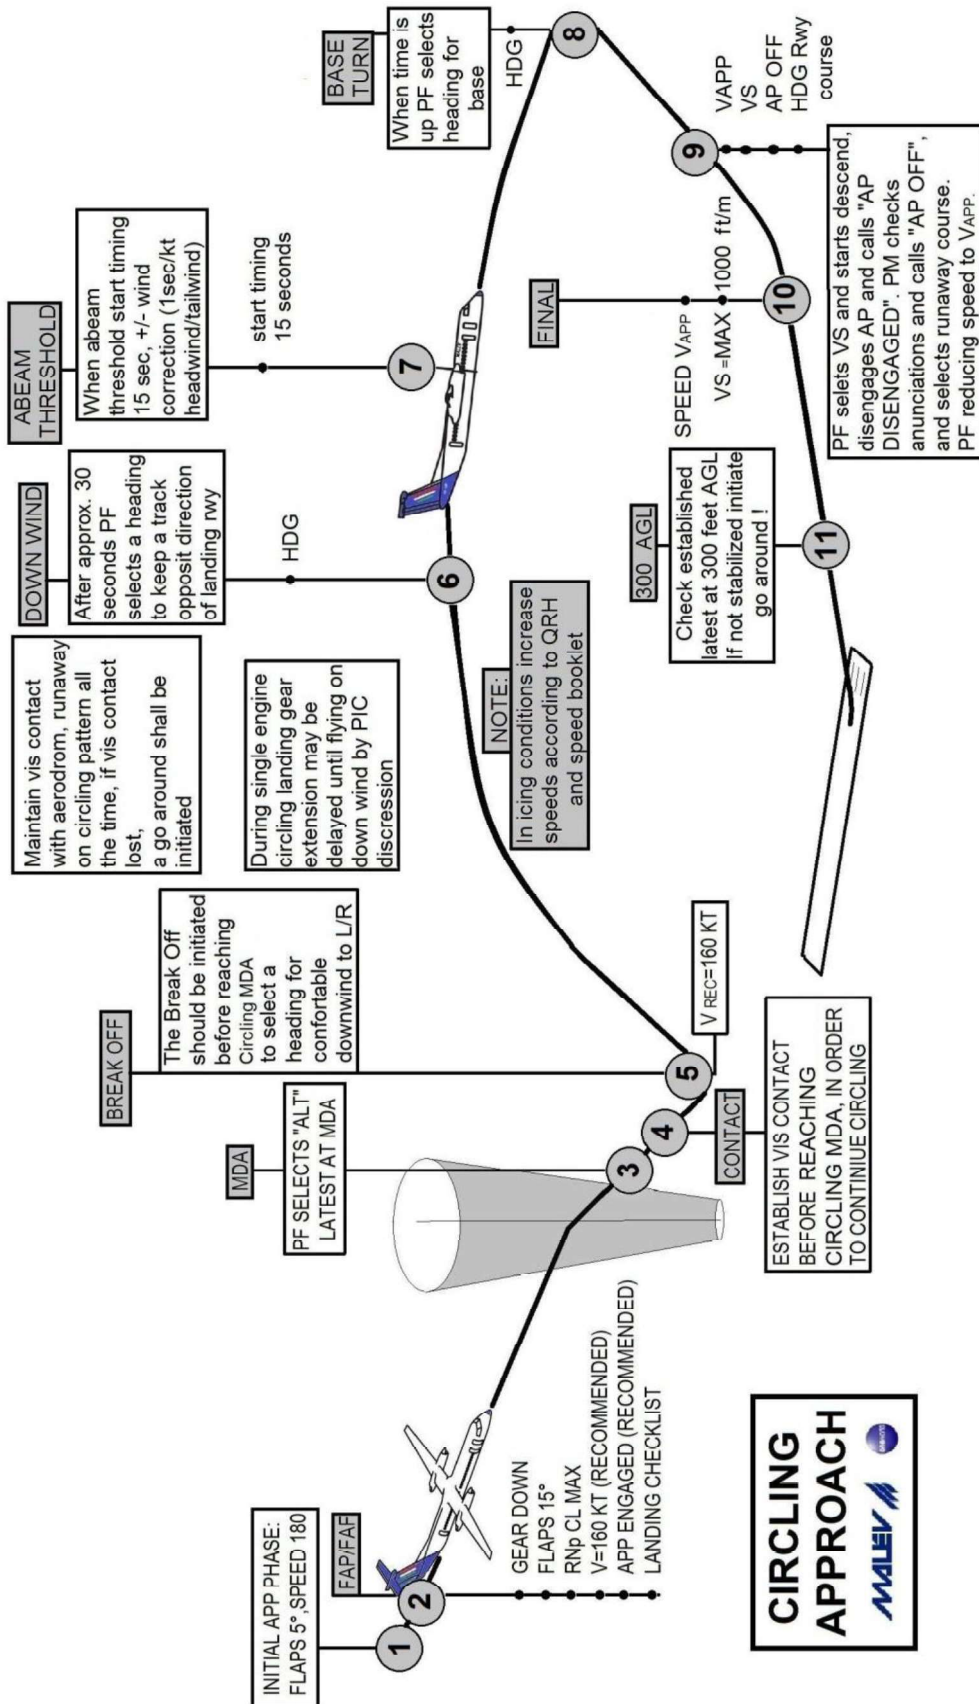 INITIAL APP PHASE:
FLAPS 5°,SPEED 180
1
FAP/FAF
2
GEAR DOWN
FLAPS 15°
RNp CL MAX
V=160 KT (RECOMMENDED)
APP ENGAGED (RECOMMENDED)
LANDING CHECKLIST
MDA
PF SELECTS "ALT"
LATEST AT MDA
3
4
CONTACT
ESTABLISH VIS CONTACT
BEFORE REACHING
CIRCLING MDA, IN ORDER
TO CONTINIUE CIRCLING
BREAK OFF
The Break Off
should be initiated
before reaching
Circling MDA
to select a
heading for
confortable
downwind to L/R
5
V REC=160 KT
Maintain vis contact
with aerodrom, runaway
on circling pattern all
the time, if vis contact
lost,
a go around shall be
initiated
During single engine
circling landing gear
extension may be
delayed until flying on
down wind by PIC
discression
NOTE:
In icing conditions increase
speeds according to QRH
and speed booklet
DOWN WIND
After approx. 30
seconds PF
selects a heading
to keep a track
opposit direction
of landing rwy
HDG
6
ABEAM
THRESHOLD
When abeam
threshold start timing
15 sec, +/- wind
correction (1sec/kt
headwind/tailwind)
start timing
15 seconds
7
BASE
TURN
When time is
up PF selects
heading for
base
HDG
8
9
VAPP
VS
AP OFF
HDG Rwy
course
PF selets VS and starts descend,
disengages AP and calls "AP
DISENGAGED". PM checks
anunciations and calls "AP OFF",
and selects runaway course.
PF reducing speed to VAPP.
FINAL
SPEED VAPP
VS =MAX 1000 ft/m
10
300 AGL
Check established
latest at 300 feet AGL
If not stabilized initiate
go around !
11
CIRCLING
APPROACH
MALEV